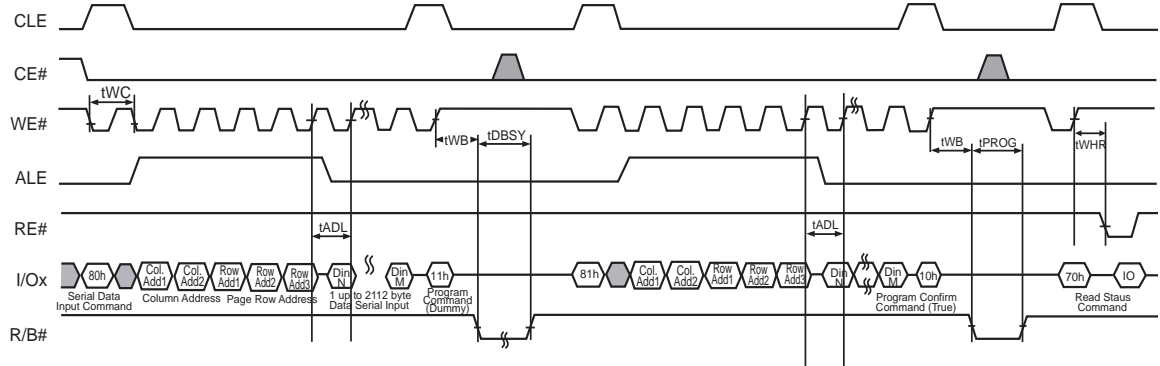 CLE
CE#
tWC
WE#
tWB
tDBSY
tWB
tPROG
tWHR
ALE
RE#
tADL
tADL
I/Ox
80h
Col.
Add1
Col.
Add2
Row
Add1
Row
Add2
Row
Add3
Din
N
Din
M
11h
81h
Col.
Add1
Col.
Add2
Row
Add1
Row
Add2
Row
Add3
Din
N
Din
M
10h
70h
IO
Serial Data
Input Command
Column Address
Page Row Address
1 up to 2112 byte
Data Serial Input
Program
Command
(Dummy)
Program Confirm
Command (True)
Read Staus
Command
R/B#